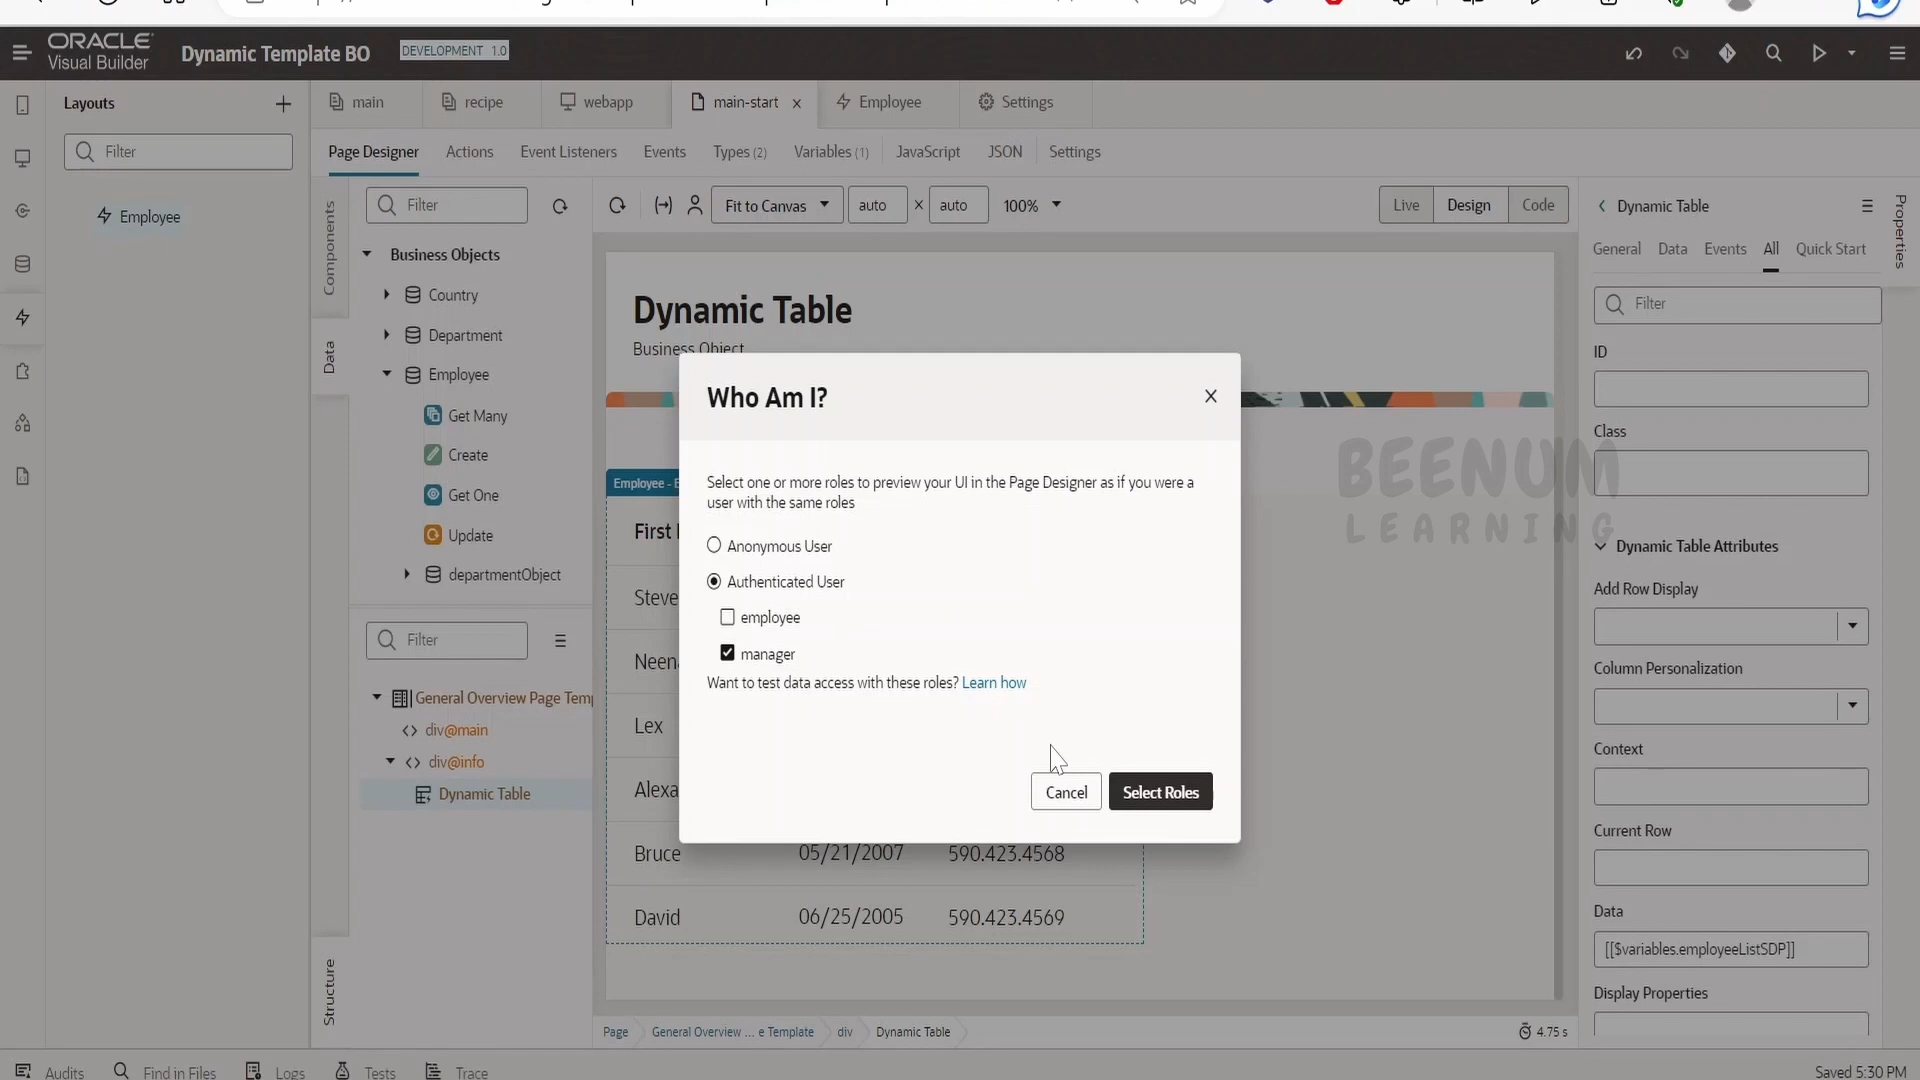 ORACLE
Visual Builder
Dynamic Template BO
DEVELOPMENT 1.0
Layouts
Filter
Employee
main
recipe
webapp
main-start
Employee
Settings
Page Designer
Actions
Event Listeners
Events
Types (2)
Variables (1)
JavaScript
JSON
Settings
Components
Data
Structure
Filter
Business Objects
Country
Department
Employee
Get Many
Create
Get One
Update
departmentObject
Filter
General Overview Page Tem
div@main
div@info
Dynamic Table
Fit to Canvas
auto
x
auto
100%
Live
Design
Code
Dynamic Table
Business Object
Employee - E
First
Steve
Neen
Lex
Alexa
Bruce 05/21/2007 590.423.4568
David 06/25/2005 590.423.4569
Who Am I?
Select one or more roles to preview your UI in the Page Designer as if you were a
user with the same roles
Anonymous User
Authenticated User
employee
manager
Want to test data access with these roles? Learn how
Cancel
Select Roles
BEENUM
LEARNING
Page
General Overview ... e Template
div
Dynamic Table
4.75 s
Dynamic Table
Properties
General
Data
Events
All
Quick Start
Filter
ID
Class
Dynamic Table Attributes
Add Row Display
Column Personalization
Context
Current Row
Data
[[$variables.employeeListSDP]]
Display Properties
Audits
Find in Files
Logs
Tests
Trace
Saved 5:30 PM